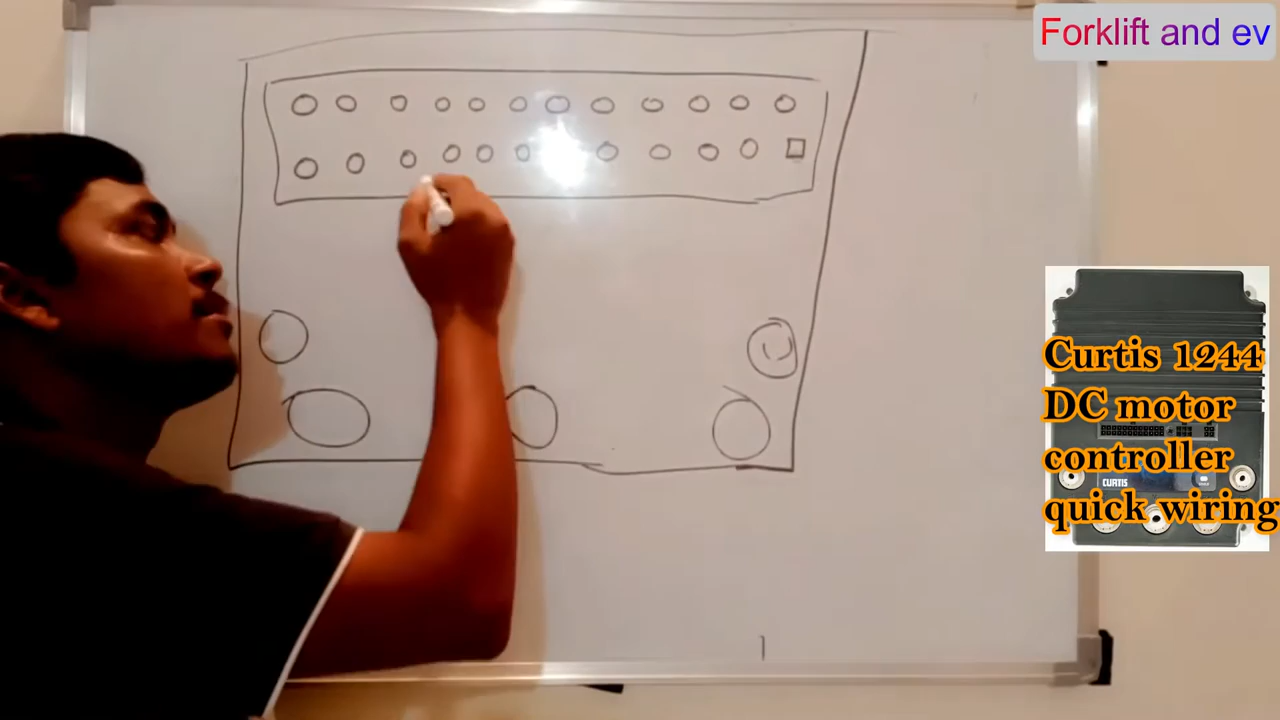 Forklift and ev
Curtis 1244
DC motor
controller
CURTIS
quick wiring